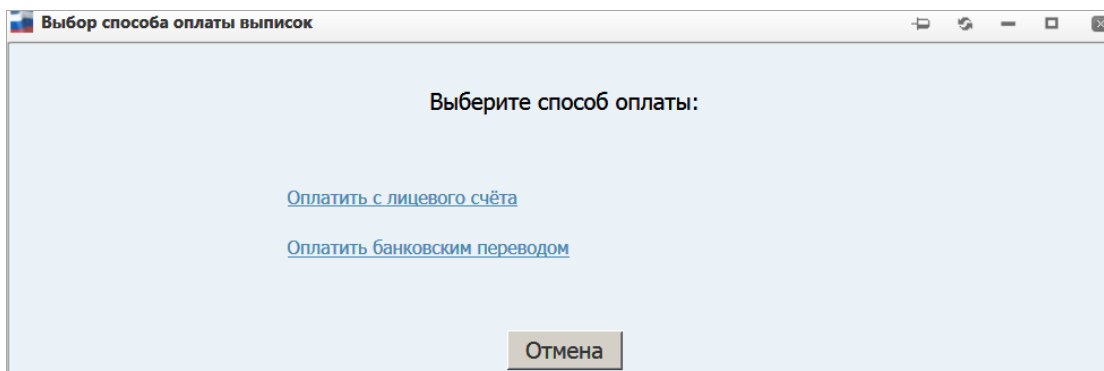 Выбор способа оплаты выписок
Выберите способ оплаты:
Оплатить с лицевого счёта
Оплатить банковским переводом
Отмена